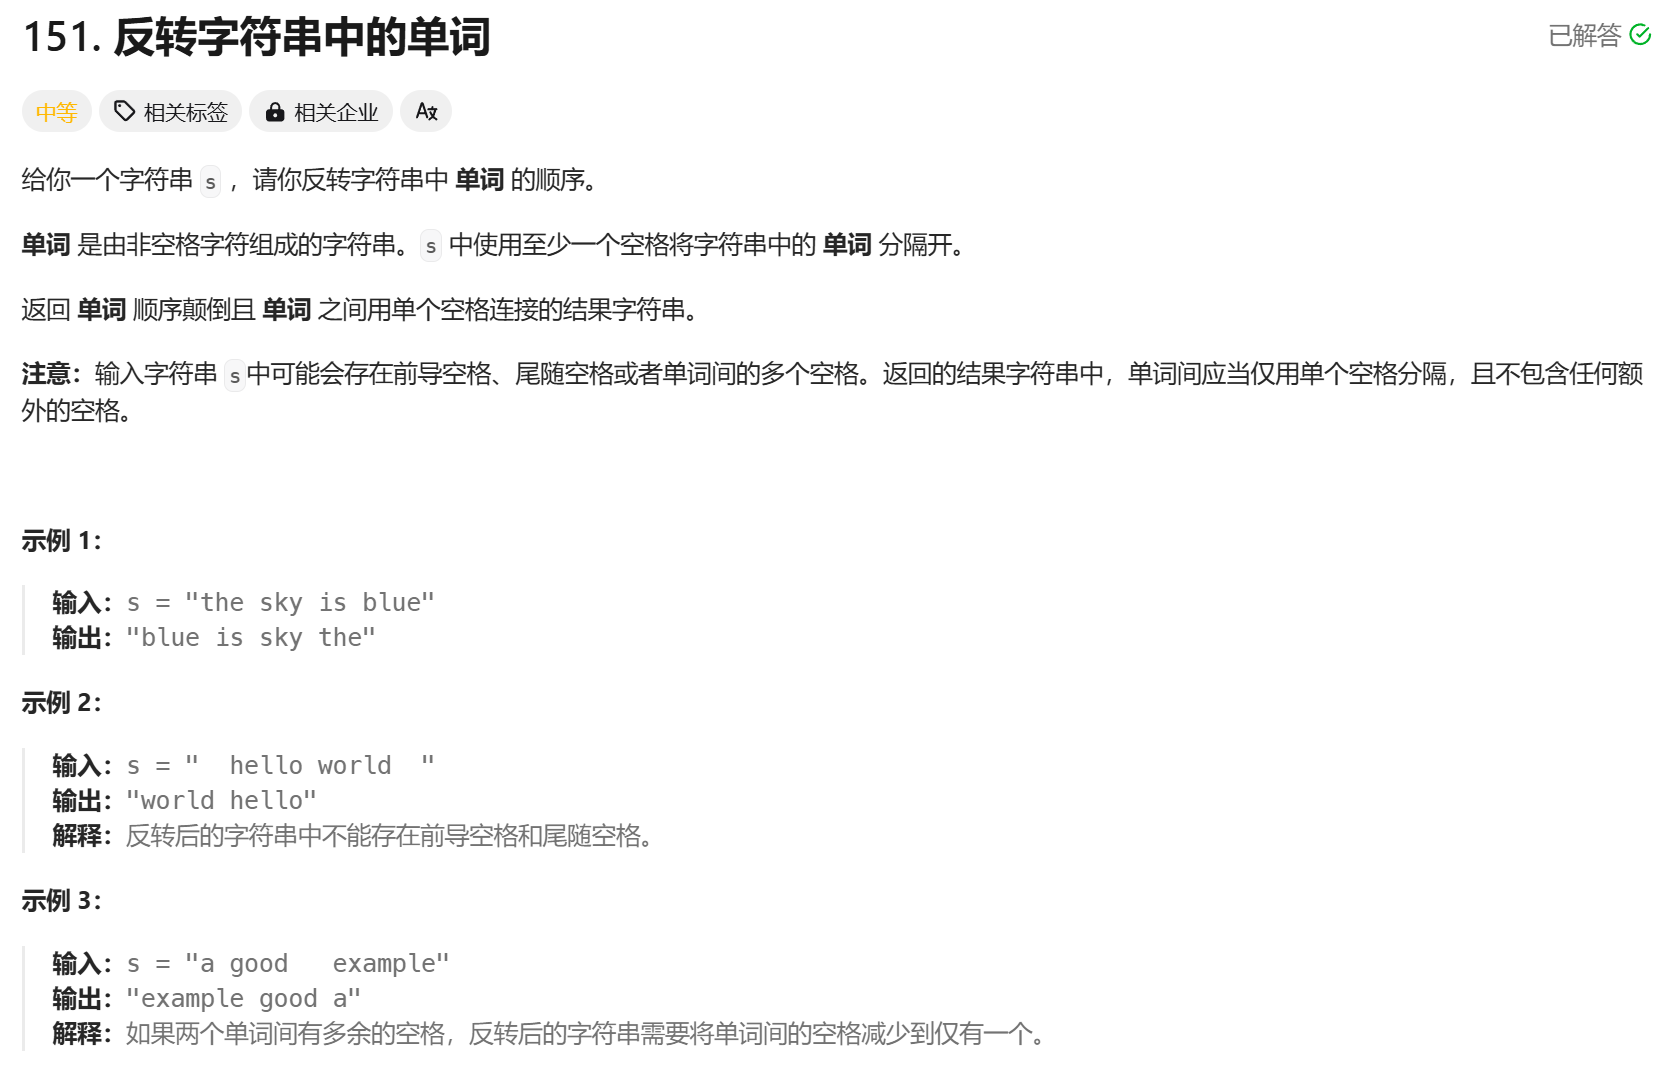 151. 反转字符串中的单词
已解答
中等 相关标签 相关企业
给你一个字符串 s ，请你反转字符串中 单词 的顺序。
单词 是由非空格字符组成的字符串。s 中使用至少一个空格将字符串中的 单词 分隔开。
返回 单词 顺序颠倒且 单词 之间用单个空格连接的结果字符串。
注意：输入字符串 s中可能会存在前导空格、尾随空格或者单词间的多个空格。返回的结果字符串中，单词间应当仅用单个空格分隔，且不包含任何额
外的空格。
示例 1：
输入：s = "the sky is blue"
输出："blue is sky the"
示例 2：
输入：s = "  hello world  "
输出："world hello"
解释：反转后的字符串中不能存在前导空格和尾随空格。
示例 3：
输入：s = "a good   example"
输出："example good a"
解释：如果两个单词间有多余的空格，反转后的字符串需要将单词间的空格减少到仅有一个。